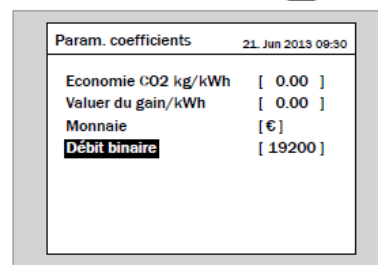 Param. coefficients 21. Jun 2013 09:30
Economie CO2 kg/kWh [ 0.00 ]
Valuer du gain/kWh [ 0.00 ]
Monnaie [ € ]
Débit binaire [ 19200 ]